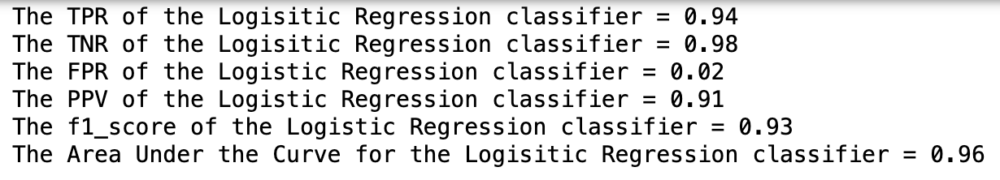 The TPR of the Logisitic Regression classifier = 0.94
The TNR of the Logisitic Regression classifier = 0.98
The FPR of the Logistic Regression classifier = 0.02
The PPV of the Logistic Regression classifier = 0.91
The f1_score of the Logistic Regression classifier = 0.93
The Area Under the Curve for the Logisitic Regression classifier = 0.96